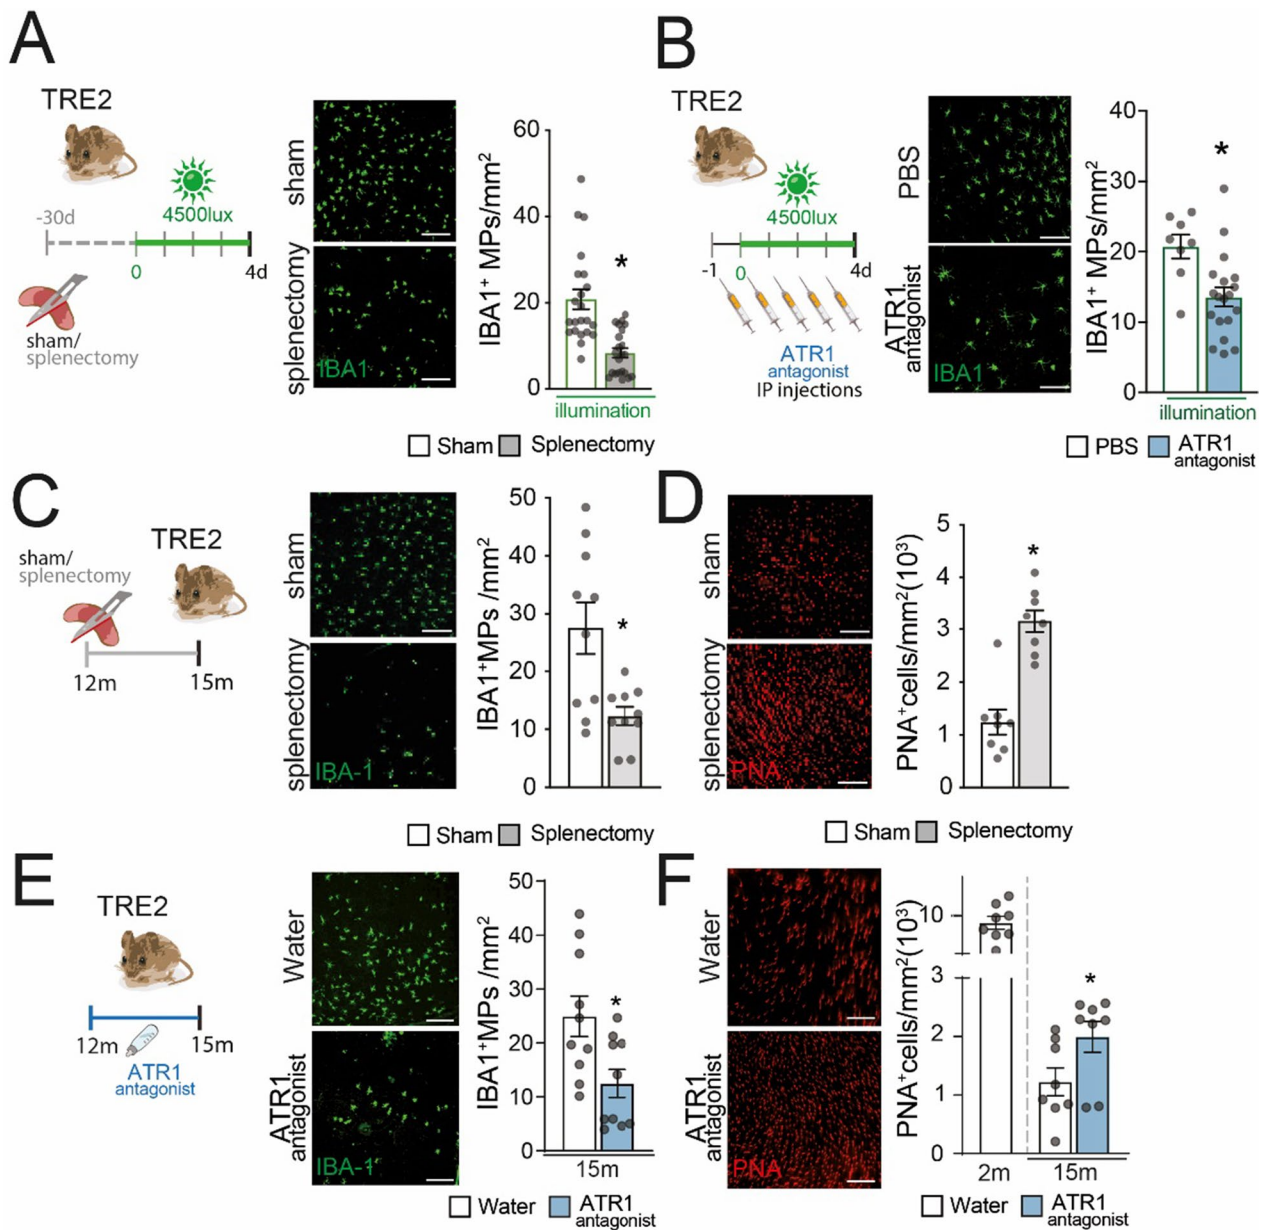 A
TRE2
-30d
4500lux
0
4d
sham/
splenectomy
sham
splenectomy
IBA1
IBA1⁺ MPs/mm²
60
40
20
0
*
illumination
Sham
Splenectomy
B
TRE2
4500lux
-1
0
4d
ATR1
antagonist
IP injections
PBS
ATR1
antagonist
IBA1
IBA1⁺ MPs/mm²
40
30
20
10
0
*
illumination
PBS
ATR1
antagonist
C
sham/
splenectomy
TRE2
12m
15m
sham
splenectomy
IBA-1
IBA1⁺MPs /mm²
50
40
30
20
10
0
*
Sham
Splenectomy
D
sham
splenectomy
PNA
PNA⁺cells/mm²(10³)
5
4
3
2
1
0
*
Sham
Splenectomy
E
TRE2
12m
15m
ATR1
antagonist
Water
ATR1
antagonist
IBA-1
IBA1⁺MPs /mm²
50
40
30
20
10
0
*
15m
Water
ATR1
antagonist
F
Water
ATR1
antagonist
PNA
PNA⁺cells/mm²(10³)
10
3
2
1
0
*
2m
15m
Water
ATR1
antagonist